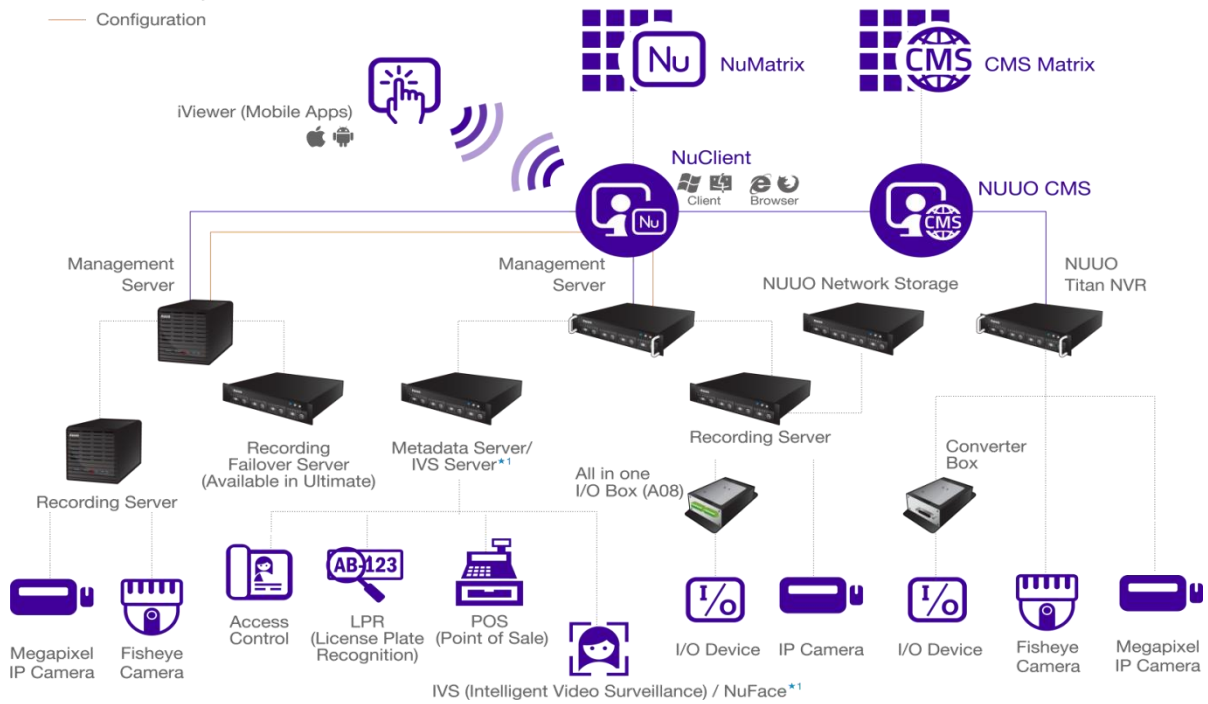 Configuration
Nu
NuMatrix
CMS
CMS Matrix
iViewer (Mobile Apps)
NuClient
Client
Browser
Nu
NUUO CMS
CMS
Management
Server
Management
Server
NUUO Network Storage
NUUO
Titan NVR
Recording
Failover Server
(Available in Ultimate)
Metadata Server/
IVS Server★1
Recording Server
Recording Server
All in one
I/O Box (A08)
Converter
Box
AB-123
I/O
I/O
Megapixel
IP Camera
Fisheye
Camera
Access
Control
LPR
(License Plate
Recognition)
POS
(Point of Sale)
IVS (Intelligent Video Surveillance) / NuFace★1
I/O Device
IP Camera
I/O Device
Fisheye
Camera
Megapixel
IP Camera